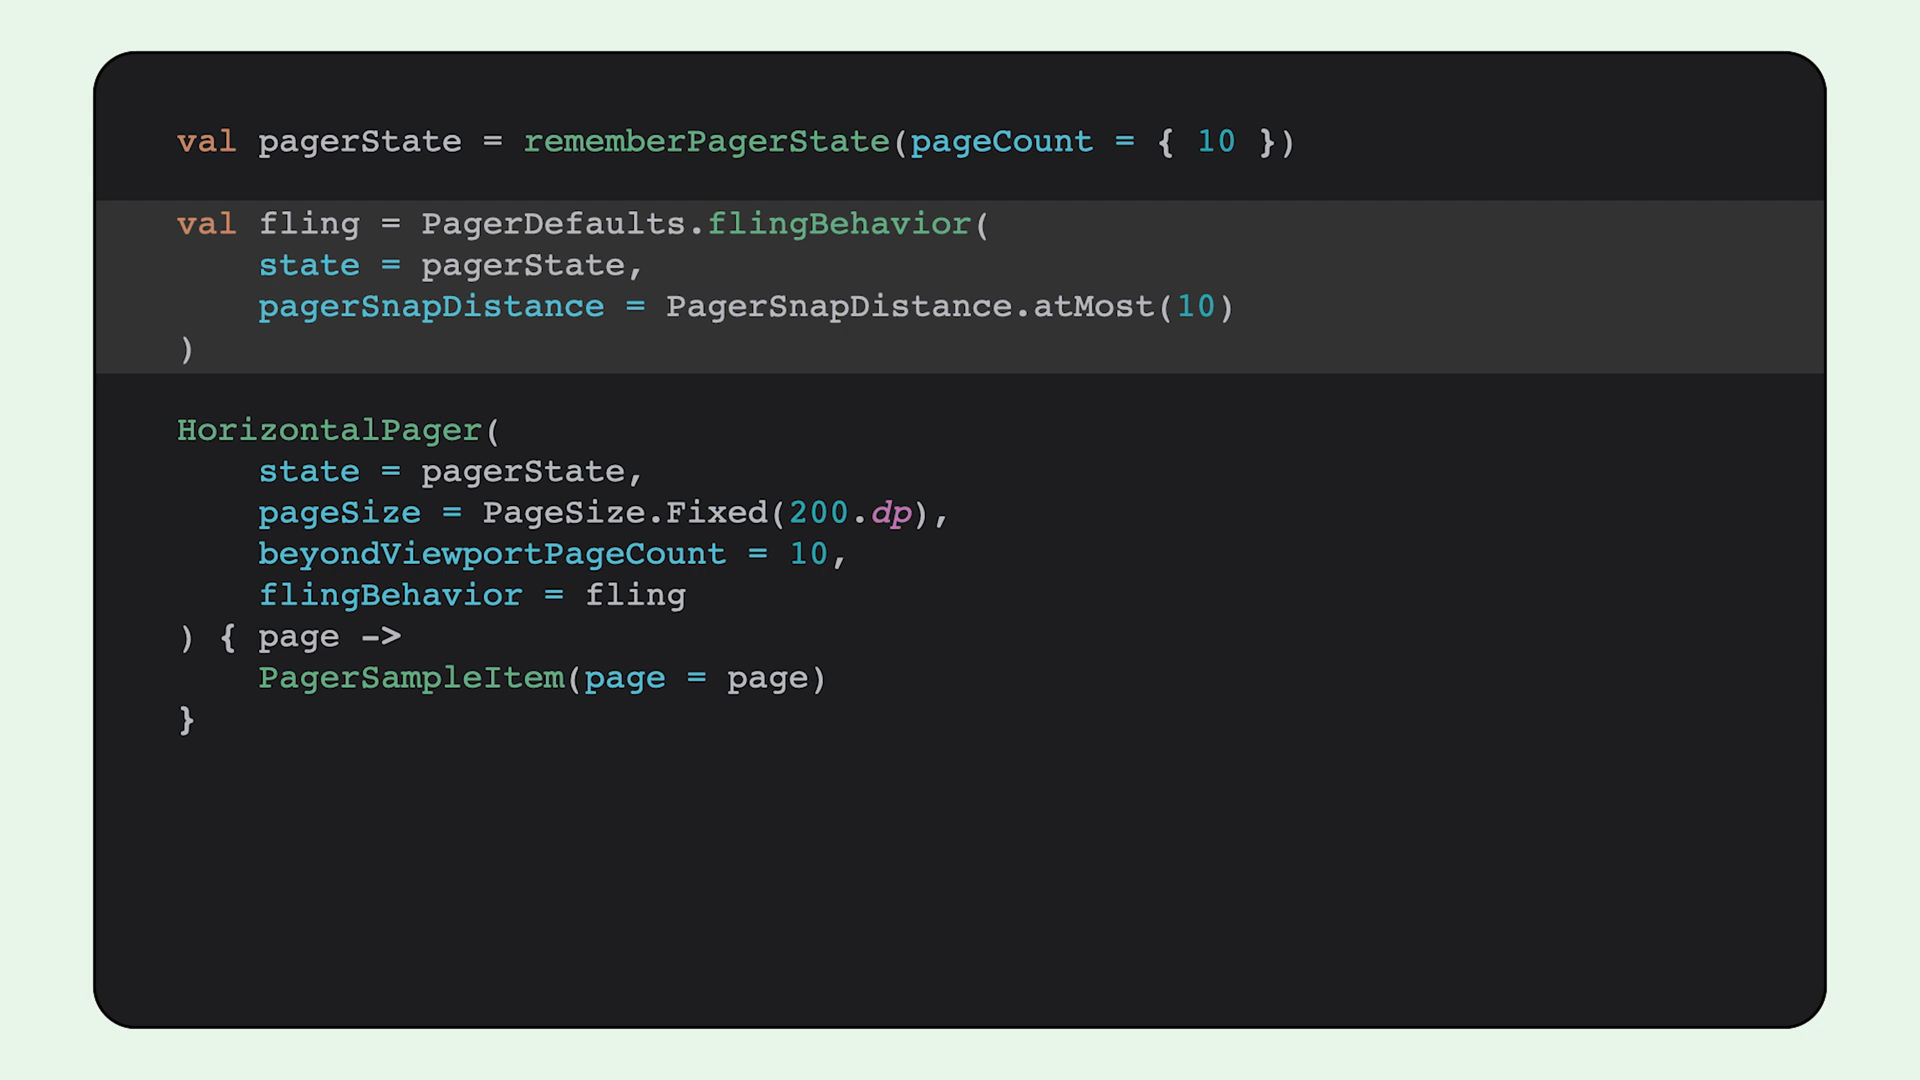 val pagerState = rememberPagerState(pageCount = { 10 })
val fling = PagerDefaults.flingBehavior(
    state = pagerState,
    pagerSnapDistance = PagerSnapDistance.atMost(10)
)
HorizontalPager(
    state = pagerState,
    pageSize = PageSize.Fixed(200.dp),
    beyondViewportPageCount = 10,
    flingBehavior = fling
) { page ->
    PagerSampleItem(page = page)
}